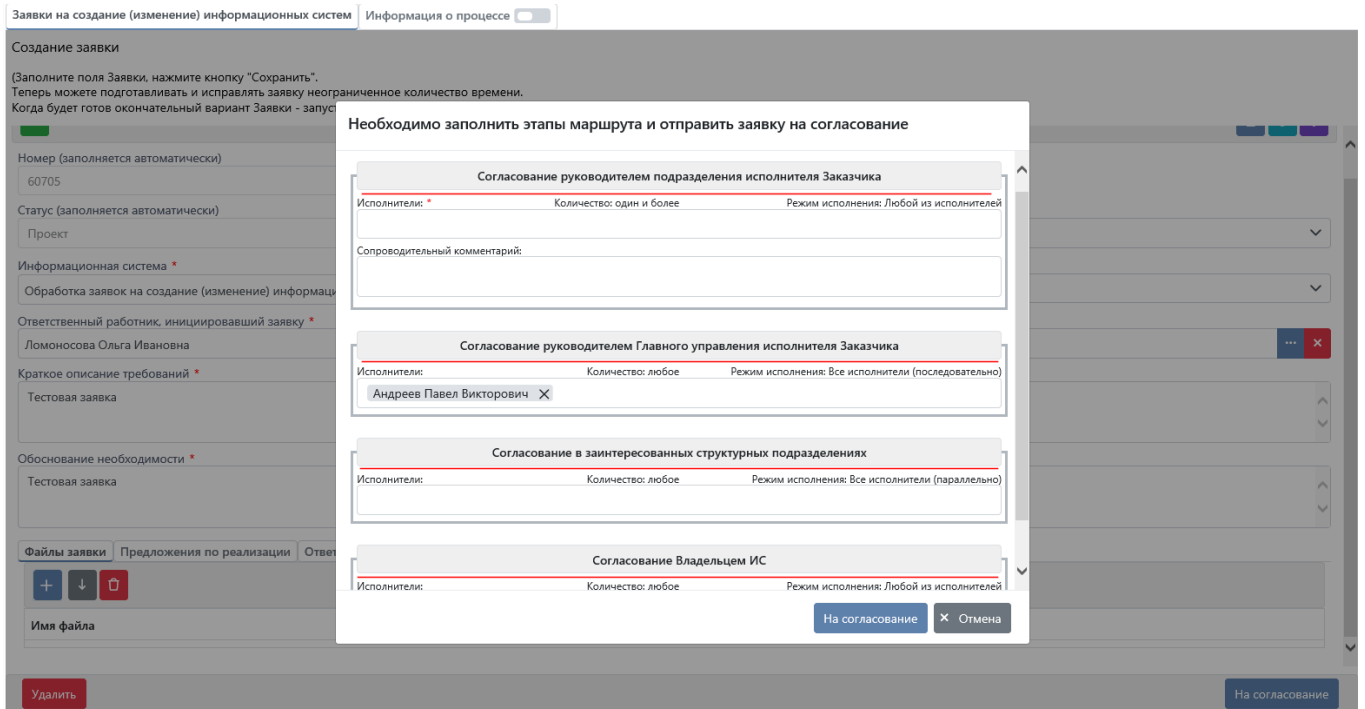 Заявки на создание (изменение) информационных систем
Информация о процессе
Создание заявки
(Заполните поля Заявки, нажмите кнопку "Сохранить".
Теперь можете подготавливать и исправлять заявку неограниченное количество времени.
Когда будет готов окончательный вариант Заявки -
Номер (заполняется автоматически)
60705
Статус (заполняется автоматически)
Проект
Информационная система *
Обработка заявок на создание (изменение)
Ответственный работник, инициировавший заявку *
Ломоносова Ольга Ивановна
Краткое описание требований *
Тестовая заявка
Обоснование необходимости *
Тестовая заявка
Файлы заявки
Предложения по реализации
Имя файла
Удалить
На согласование
Необходимо заполнить этапы маршрута и отправить заявку на согласование
Согласование руководителем подразделения исполнителя Заказчика
Исполнители: * Количество: один и более Режим исполнения: Любой из исполнителей
Сопроводительный комментарий:
Согласование руководителем Главного управления исполнителя Заказчика
Исполнители: Количество: любое Режим исполнения: Все исполнители (последовательно)
Андреев Павел Викторович
Согласование в заинтересованных структурных подразделениях
Исполнители: Количество: любое Режим исполнения: Все исполнители (параллельно)
Согласование Владельцем ИС
Исполнители: Количество: любое Режим исполнения: Любой из исполнителей
На согласование
Отмена